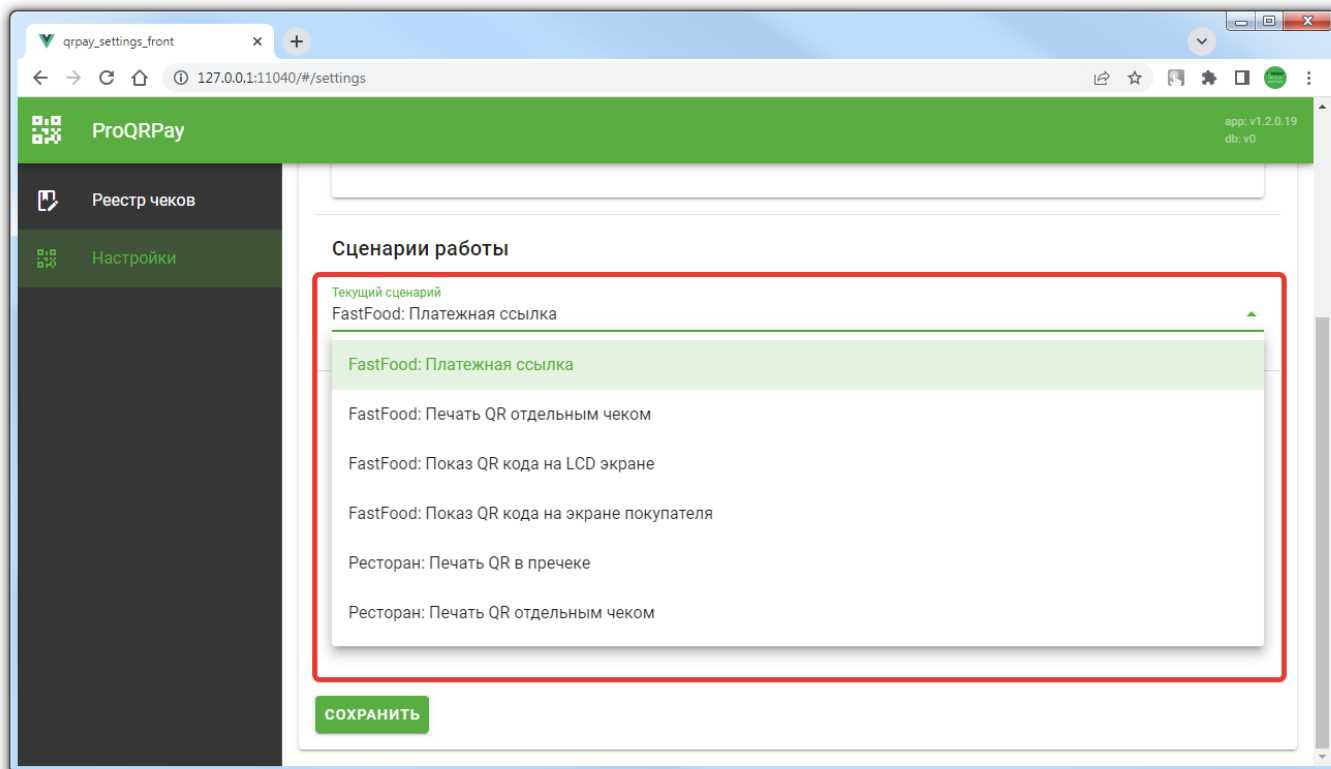 qrpay_settings_front
127.0.0.1:11040/#/settings
ProQRPay
app: v1.2.0.19
db: v0
Реестр чеков
Настройки
Сценарии работы
Текущий сценарий
FastFood: Платежная ссылка
FastFood: Платежная ссылка
FastFood: Печать QR отдельным чеком
FastFood: Показ QR кода на LCD экране
FastFood: Показ QR кода на экране покупателя
Ресторан: Печать QR в пречеке
Ресторан: Печать QR отдельным чеком
СОХРАНИТЬ